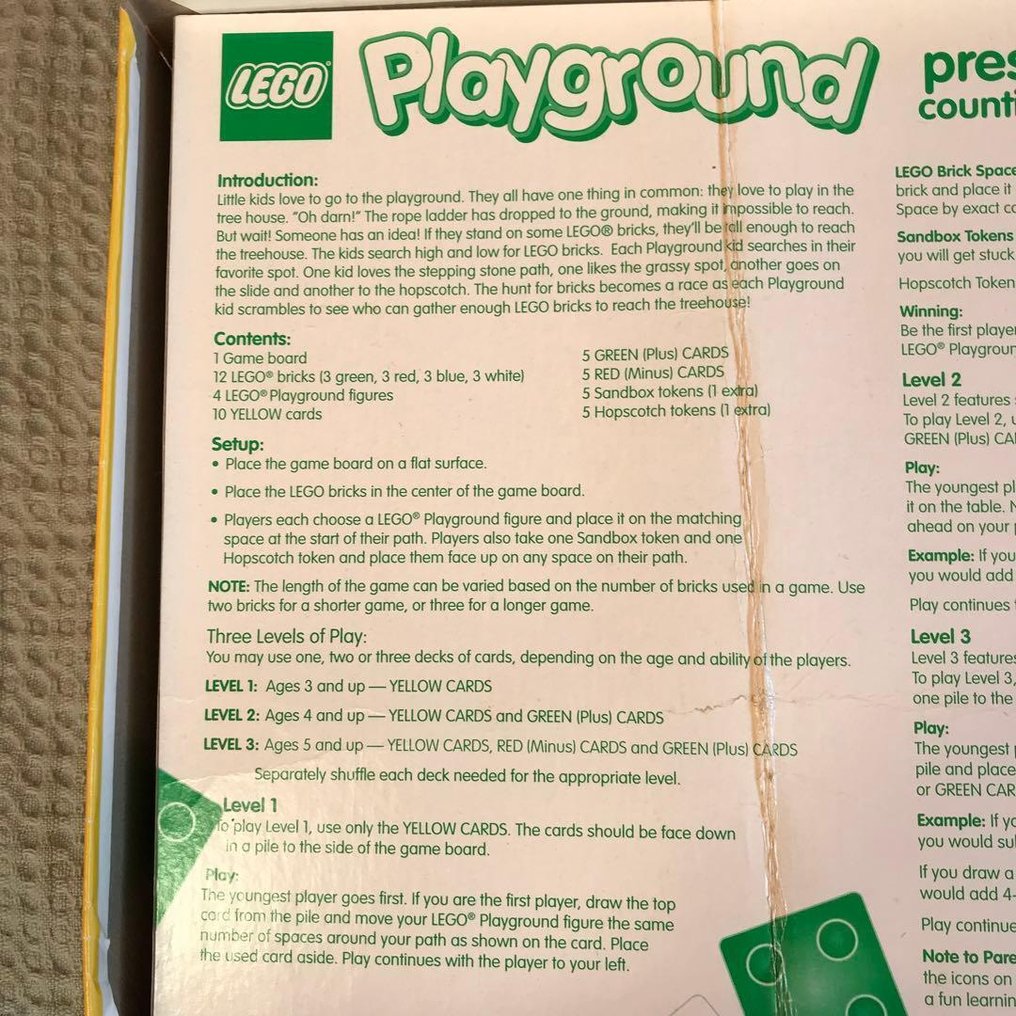 LEGO® Playground
Introduction:
Little kids love to go to the playground. They all have one thing in common: they love to play in the
tree house. "Oh darn!" The rope ladder has dropped to the ground, making it impossible to reach.
But wait! Someone has an idea! If they stand on some LEGO® bricks, they'll be tall enough to reach
the treehouse. The kids search high and low for LEGO bricks. Each Playground kid searches in their
favorite spot. One kid loves the stepping stone path, one likes the grassy spot, another goes on
the slide and another to the hopscotch. The hunt for bricks becomes a race as each Playground
kid scrambles to see who can gather enough LEGO bricks to reach the treehouse!
Contents:
1 Game board
12 LEGO® bricks (3 green, 3 red, 3 blue, 3 white)
4 LEGO® Playground figures
10 YELLOW cards
5 GREEN (Plus) CARDS
5 RED (Minus) CARDS
5 Sandbox tokens (1 extra)
5 Hopscotch tokens (1 extra)
Setup:
• Place the game board on a flat surface.
• Place the LEGO bricks in the center of the game board.
• Players each choose a LEGO® Playground figure and place it on the matching
space at the start of their path. Players also take one Sandbox token and one
Hopscotch token and place them face up on any space on their path.
NOTE: The length of the game can be varied based on the number of bricks used in a game. Use
two bricks for a shorter game, or three for a longer game.
Three Levels of Play:
You may use one, two or three decks of cards, depending on the age and ability of the players.
LEVEL 1: Ages 3 and up — YELLOW CARDS
LEVEL 2: Ages 4 and up — YELLOW CARDS and GREEN (Plus) CARDS
LEVEL 3: Ages 5 and up — YELLOW CARDS, RED (Minus) CARDS and GREEN (Plus) CARDS
Separately shuffle each deck needed for the appropriate level.
Level 1
To play Level 1, use only the YELLOW CARDS. The cards should be face down
in a pile to the side of the game board.
Play:
The youngest player goes first. If you are the first player, draw the top
card from the pile and move your LEGO® Playground figure the same
number of spaces around your path as shown on the card. Place
the used card aside. Play continues with the player to your left.
LEGO Brick Space
brick and place it
Space by exact
Sandbox Tokens
you will get stuck
Hopscotch Token
Winning:
Be the first player
LEGO®
Level 2
Level 2 features
To play Level 2,
GREEN (Plus)
Play:
The youngest
it on the table.
ahead on your
Example: If you
you would add
Play continues
Level 3
Level 3 features
To play Level 3,
one pile to the
Play:
The youngest
pile and place
or GREEN
Example: If
you would
If you draw a
would add 4-
Play
Note to
the icons on
a fun